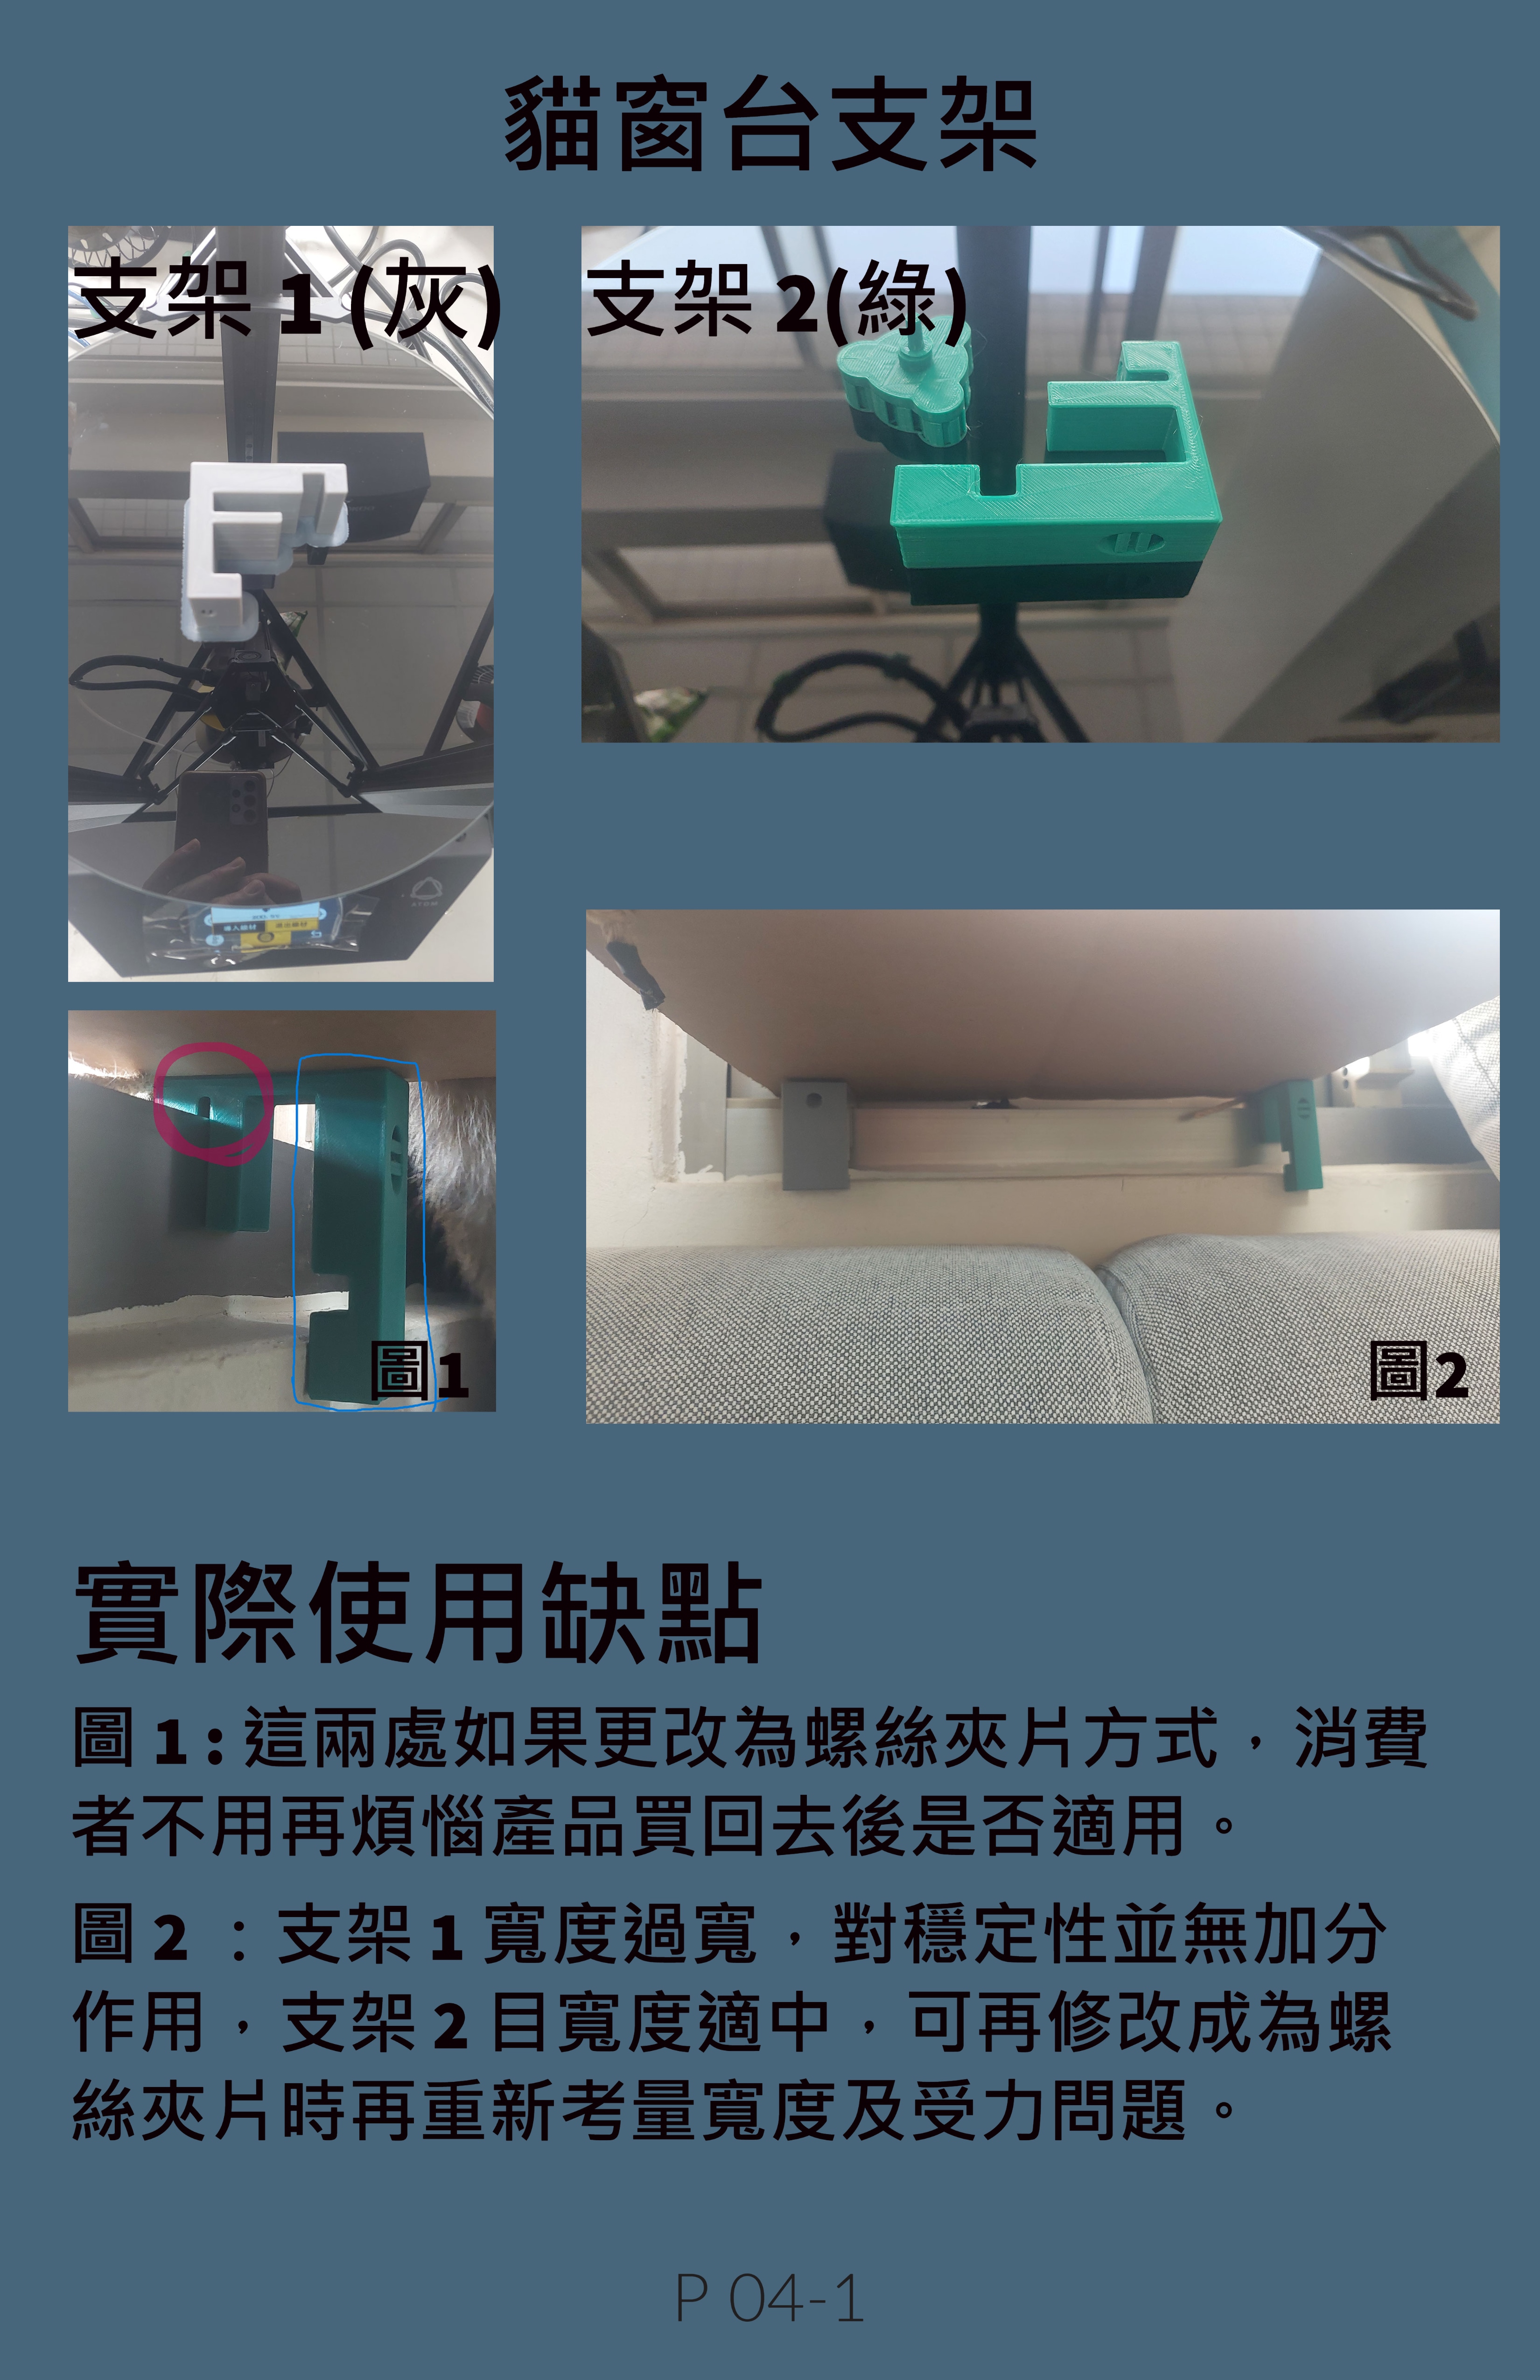 貓窗台支架
支架 1 (灰)
支架 2(綠)
圖1
圖2
實際使用缺點
圖 1 : 這兩處如果更改為螺絲夾片方式，消費
者不用再煩惱產品買回去後是否適用。
圖 2 ：支架 1 寬度過寬，對穩定性並無加分
作用，支架 2 目寬度適中，可再修改成為螺
絲夾片時再重新考量寬度及受力問題。
P 04-1